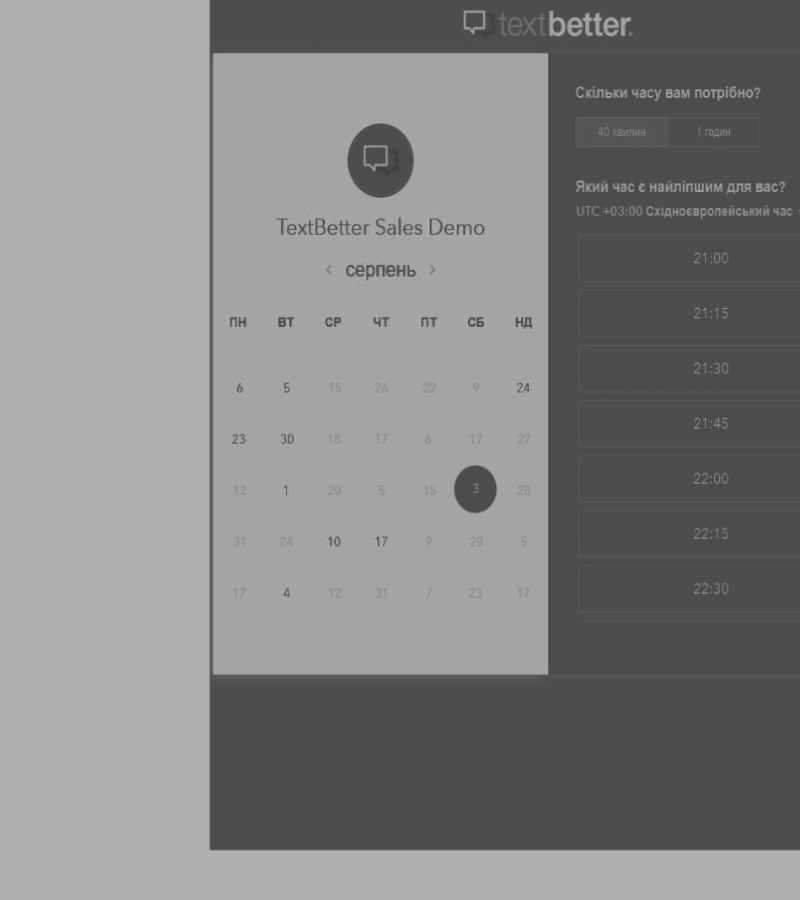 textbetter.
TextBetter Sales Demo
‹ серпень ›
ПН ВТ СР ЧТ ПТ СБ НД
6 5 15 26 22 9 24
23 30 18 17 6 17 27
12 1 20 5 15 3 28
31 24 10 17 9 28 5
17 4 12 31 7 23 17
Скільки часу вам потрібно?
40 хвилин 1 годин
Який час є найліпшим для вас?
UTC +03:00 Східноєвропейський час
21:00
21:15
21:30
21:45
22:00
22:15
22:30